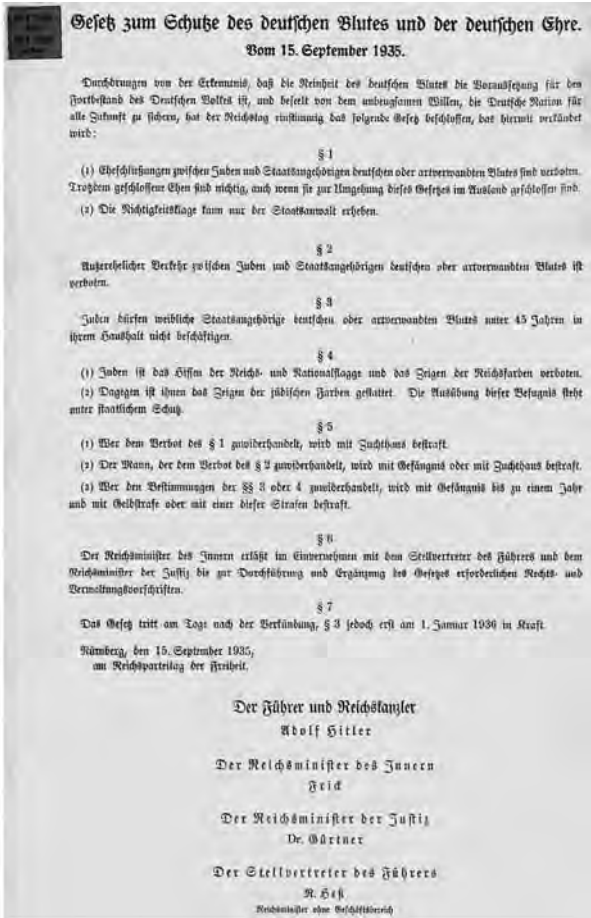 Gesetz zum Schutze des deutschen Blutes und der deutschen Ehre.
Vom 15. September 1935.
Durchdrungen von der Erkenntnis, daß die Reinheit des deutschen Blutes die Voraussetzung für den
Fortbestand des Deutschen Volkes ist, und beseelt von dem unbeugsamen Willen, die Deutsche Nation für
alle Zukunft zu sichern, hat der Reichstag einstimmig das folgende Gesetz beschlossen, das hiermit verkündet
wird:
§ 1
(1) Eheschließungen zwischen Juden und Staatsangehörigen deutschen oder artverwandten Blutes sind verboten.
Trotzdem geschlossene Ehen sind nichtig, auch wenn sie zur Umgehung dieses Gesetzes im Ausland geschlossen sind.
(2) Die Nichtigkeitsklage kann nur der Staatsanwalt erheben.
§ 2
Außerehelicher Verkehr zwischen Juden und Staatsangehörigen deutschen oder artverwandten Blutes ist
verboten.
§ 3
Juden dürfen weibliche Staatsangehörige deutschen oder artverwandten Blutes unter 45 Jahren in
ihrem Haushalt nicht beschäftigen.
§ 4
(1) Juden ist das Hissen der Reichs- und Nationalflagge und das Zeigen der Reichsfarben verboten.
(2) Dagegen ist ihnen das Zeigen der jüdischen Farben gestattet. Die Ausübung dieser Befugnis steht
unter staatlichem Schutz.
§ 5
(1) Wer dem Verbot des § 1 zuwiderhandelt, wird mit Zuchthaus bestraft.
(2) Der Mann, der dem Verbot des § 2 zuwiderhandelt, wird mit Gefängnis oder mit Zuchthaus bestraft.
(3) Wer den Bestimmungen der §§ 3 oder 4 zuwiderhandelt, wird mit Gefängnis bis zu einem Jahr
und mit Geldstrafe oder mit einer dieser Strafen bestraft.
§ 6
Der Reichsminister des Innern erläßt im Einvernehmen mit dem Stellvertreter des Führers und dem
Reichsminister der Justiz die zur Durchführung und Ergänzung des Gesetzes erforderlichen Rechts- und
Verwaltungsvorschriften.
§ 7
Das Gesetz tritt am Tage nach der Verkündung, § 3 jedoch erst am 1. Januar 1936 in Kraft.
Nürnberg, den 15. September 1935,
am Reichsparteitag der Freiheit.
Der Führer und Reichskanzler
Adolf Hitler
Der Reichsminister des Innern
Frick
Der Reichsminister der Justiz
Dr. Gürtner
Der Stellvertreter des Führers
R. Heß
Reichsminister ohne Geschäftsbereich